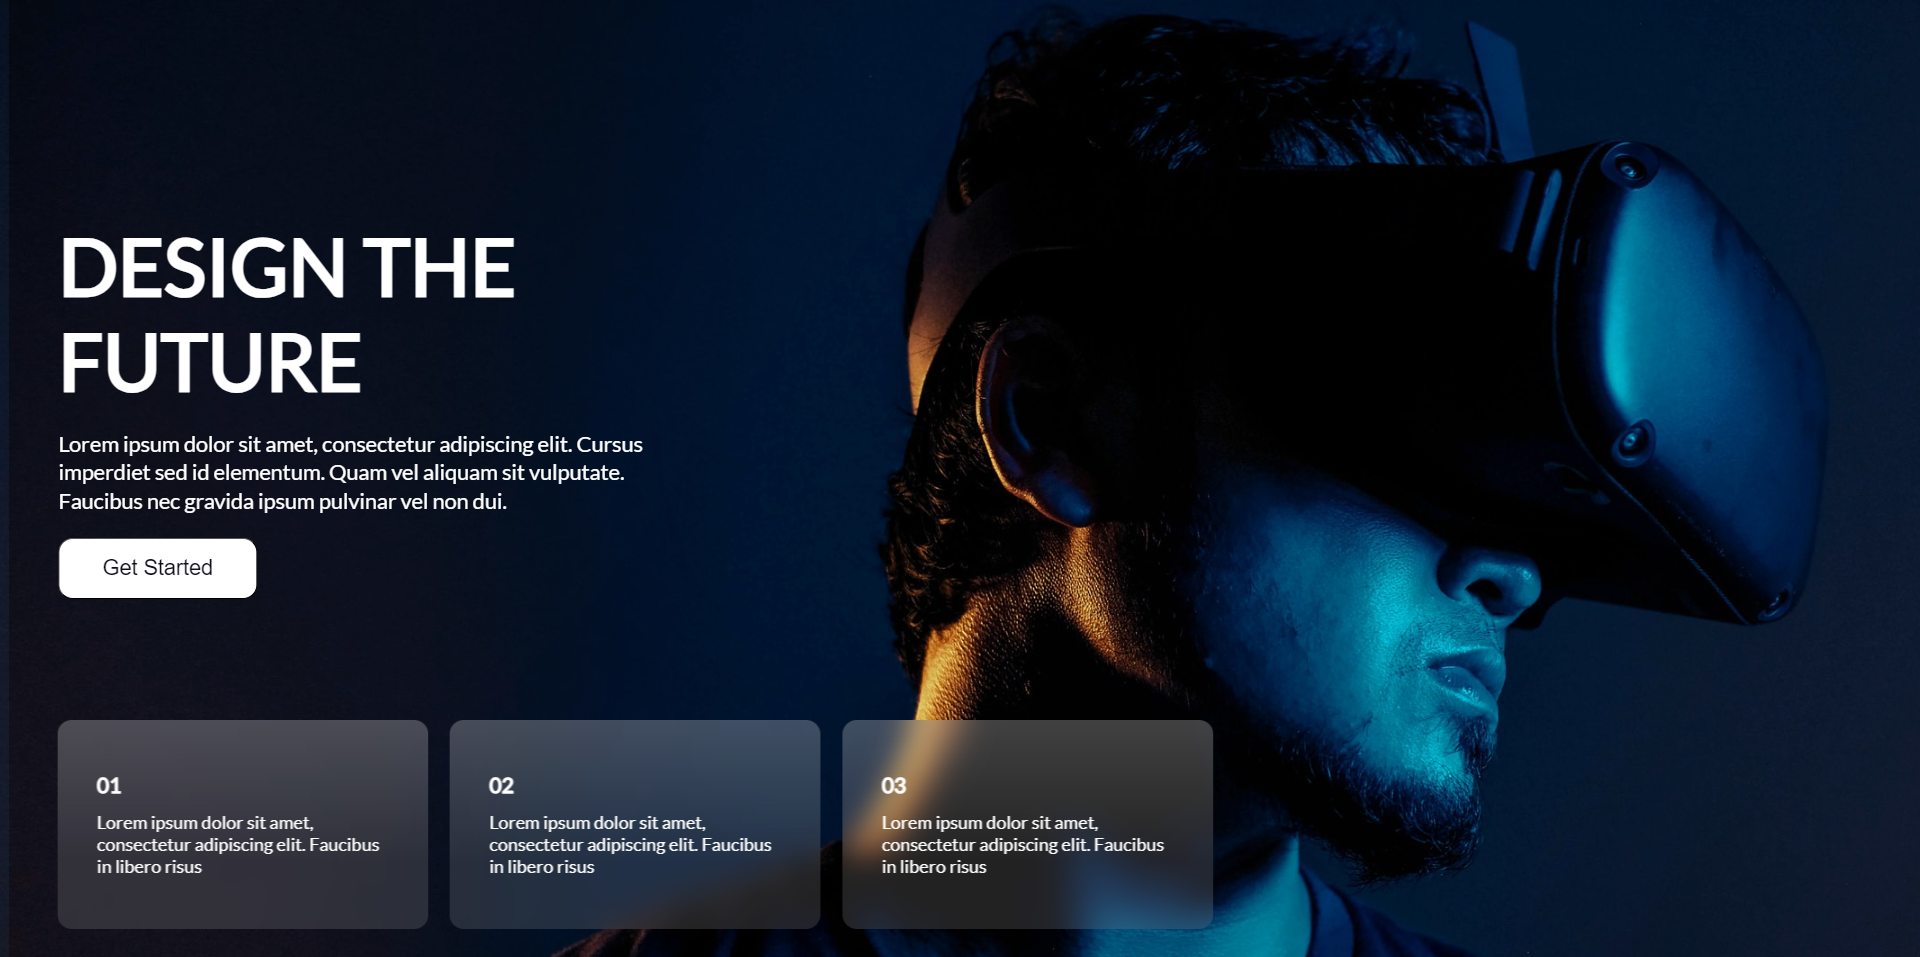 DESIGN THE
FUTURE
Lorem ipsum dolor sit amet, consectetur adipiscing elit. Cursus
imperdiet sed id elementum. Quam vel aliquam sit vulputate.
Faucibus nec gravida ipsum pulvinar vel non dui.
Get Started
01
Lorem ipsum dolor sit amet,
consectetur adipiscing elit. Faucibus
in libero risus
02
Lorem ipsum dolor sit amet,
consectetur adipiscing elit. Faucibus
in libero risus
03
Lorem ipsum dolor sit amet,
consectetur adipiscing elit. Faucibus
in libero risus